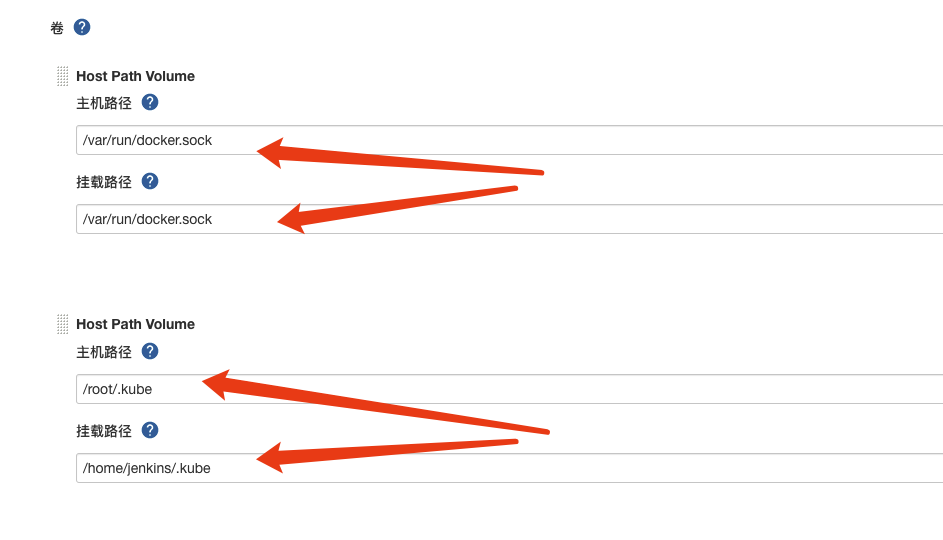 卷 ?
Host Path Volume
主机路径 ?
/var/run/docker.sock
挂载路径 ?
/var/run/docker.sock
Host Path Volume
主机路径 ?
/root/.kube
挂载路径 ?
/home/jenkins/.kube